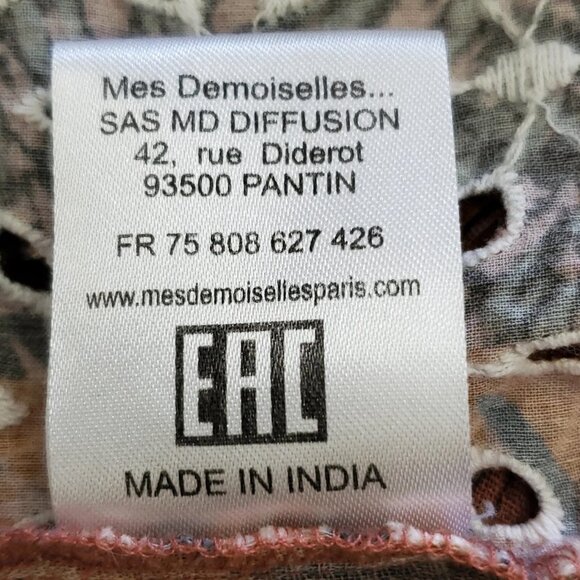 Mes Demoiselles...
SAS MD DIFFUSION
42, rue Diderot
93500 PANTIN
FR 75 808 627 426
www.mesdemoisellesparis.com
EAC
MADE IN INDIA